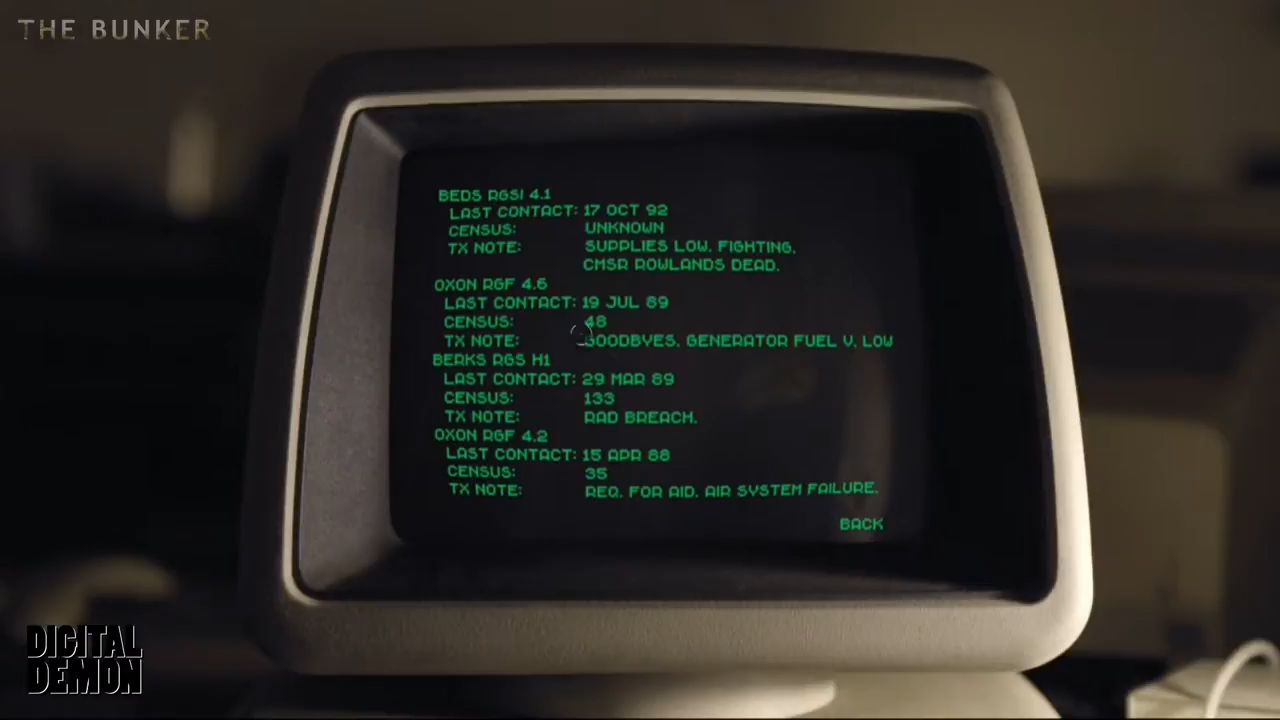 THE BUNKER
BEDS RGS! 4.1
LAST CONTACT: 17 OCT 92
CENSUS: UNKNOWN
TX NOTE: SUPPLIES LOW. FIGHTING.
CMSR ROWLANDS DEAD.
OXON RGF 4.6
LAST CONTACT: 19 JUL 89
CENSUS: 48
TX NOTE: GOODBYES. GENERATOR FUEL V. LOW
BERKS RGS H1
LAST CONTACT: 29 MAR 89
CENSUS: 133
TX NOTE: RAD BREACH.
OXON RGF 4.2
LAST CONTACT: 15 APR 88
CENSUS: 35
TX NOTE: REQ. FOR AID. AIR SYSTEM FAILURE.
BACK
DIGITAL
DEMON